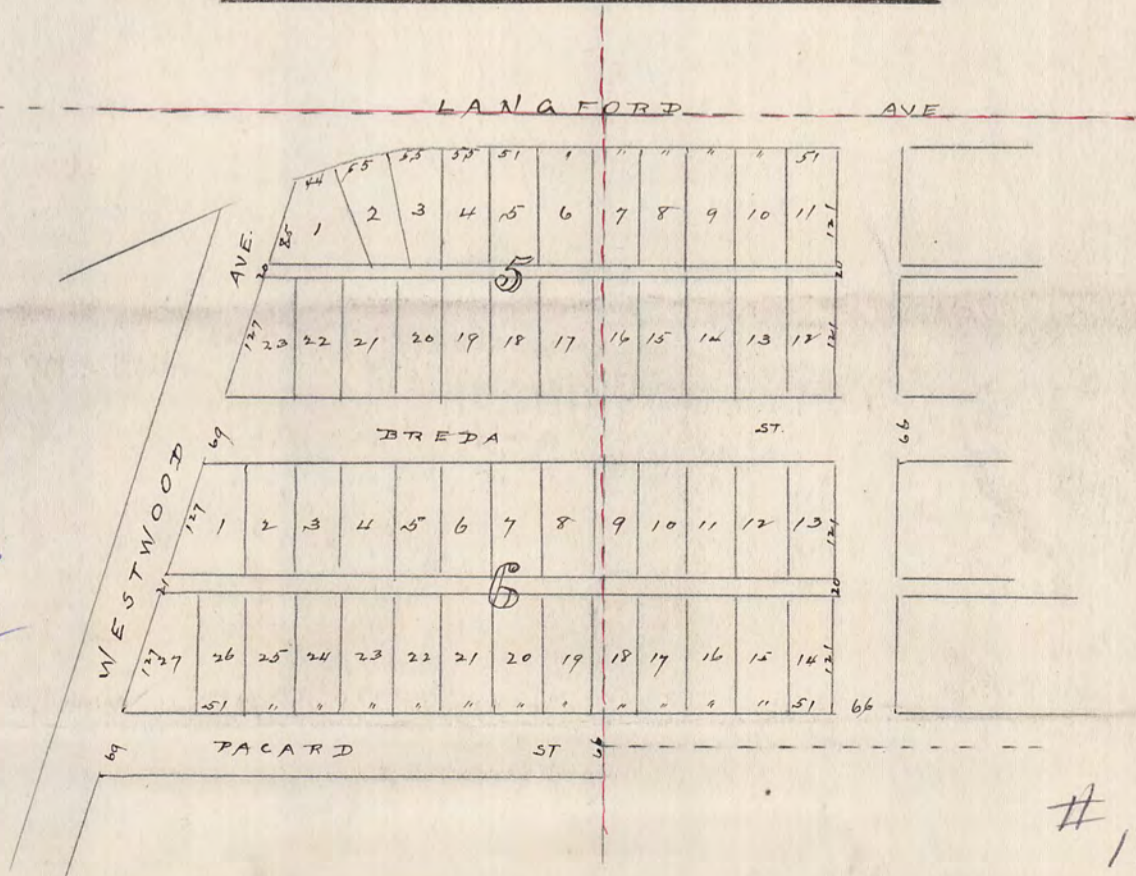 LANGFORD AVE
44 55 55 55 51 " " " " " 51
85 1 2 3 4 5 6 7 8 9 10 11 121
AVE.
20 5 20
127 23 22 21 20 19 18 17 16 15 14 13 12 121
69 BREDA ST. 66
WESTWOOD
127 1 2 3 4 5 6 7 8 9 10 11 12 13 121
21 6 20
127 27 26 25 24 23 22 21 20 19 18 17 16 15 14 121
51 " " " " " " " " " " " 51 66
69 PACARD ST 66
# 1